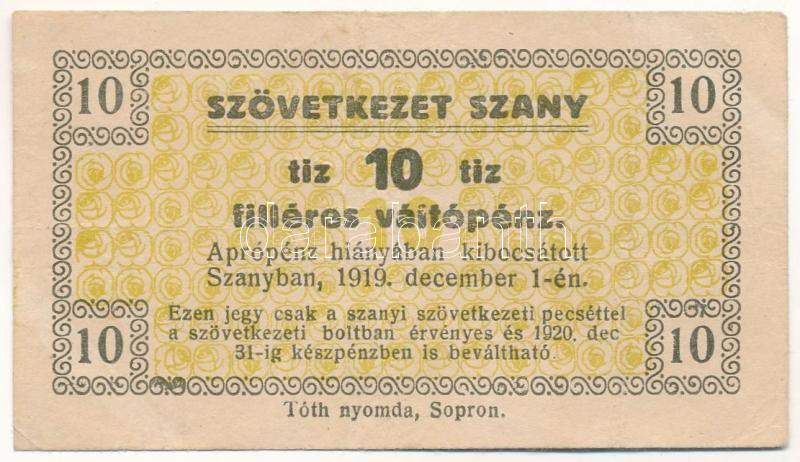 10 10
SZÖVETKEZET SZANY
tiz 10 tiz
filléros váltópénz.
Aprópénz hiányában kibocsátott
Szanyban, 1919. december 1-én.
Ezen jegy csak a szanyi szövetkezeti pecséttel
a szövetkezeti boltban érvényes és 1920. dec
31-ig készpénzben is beváltható.
10 10
Tóth nyomda, Sopron.
darabanth